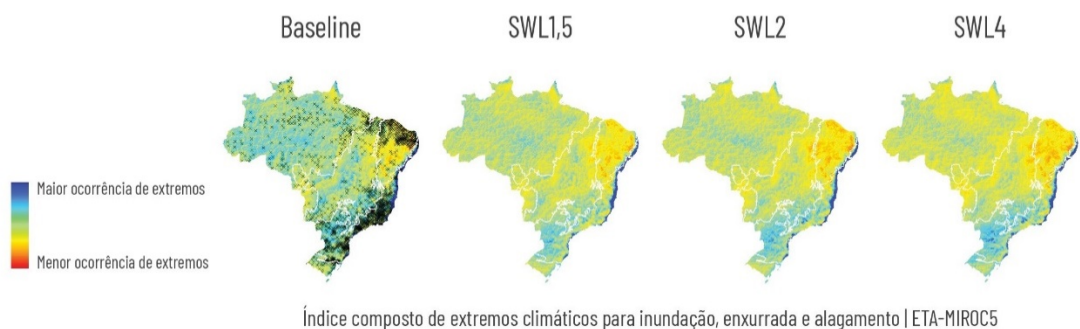 Baseline
SWL1,5
SWL2
SWL4
Maior ocorrência de extremos
Menor ocorrência de extremos
Índice composto de extremos climáticos para inundação, enxurrada e alagamento | ETA-MIROC5